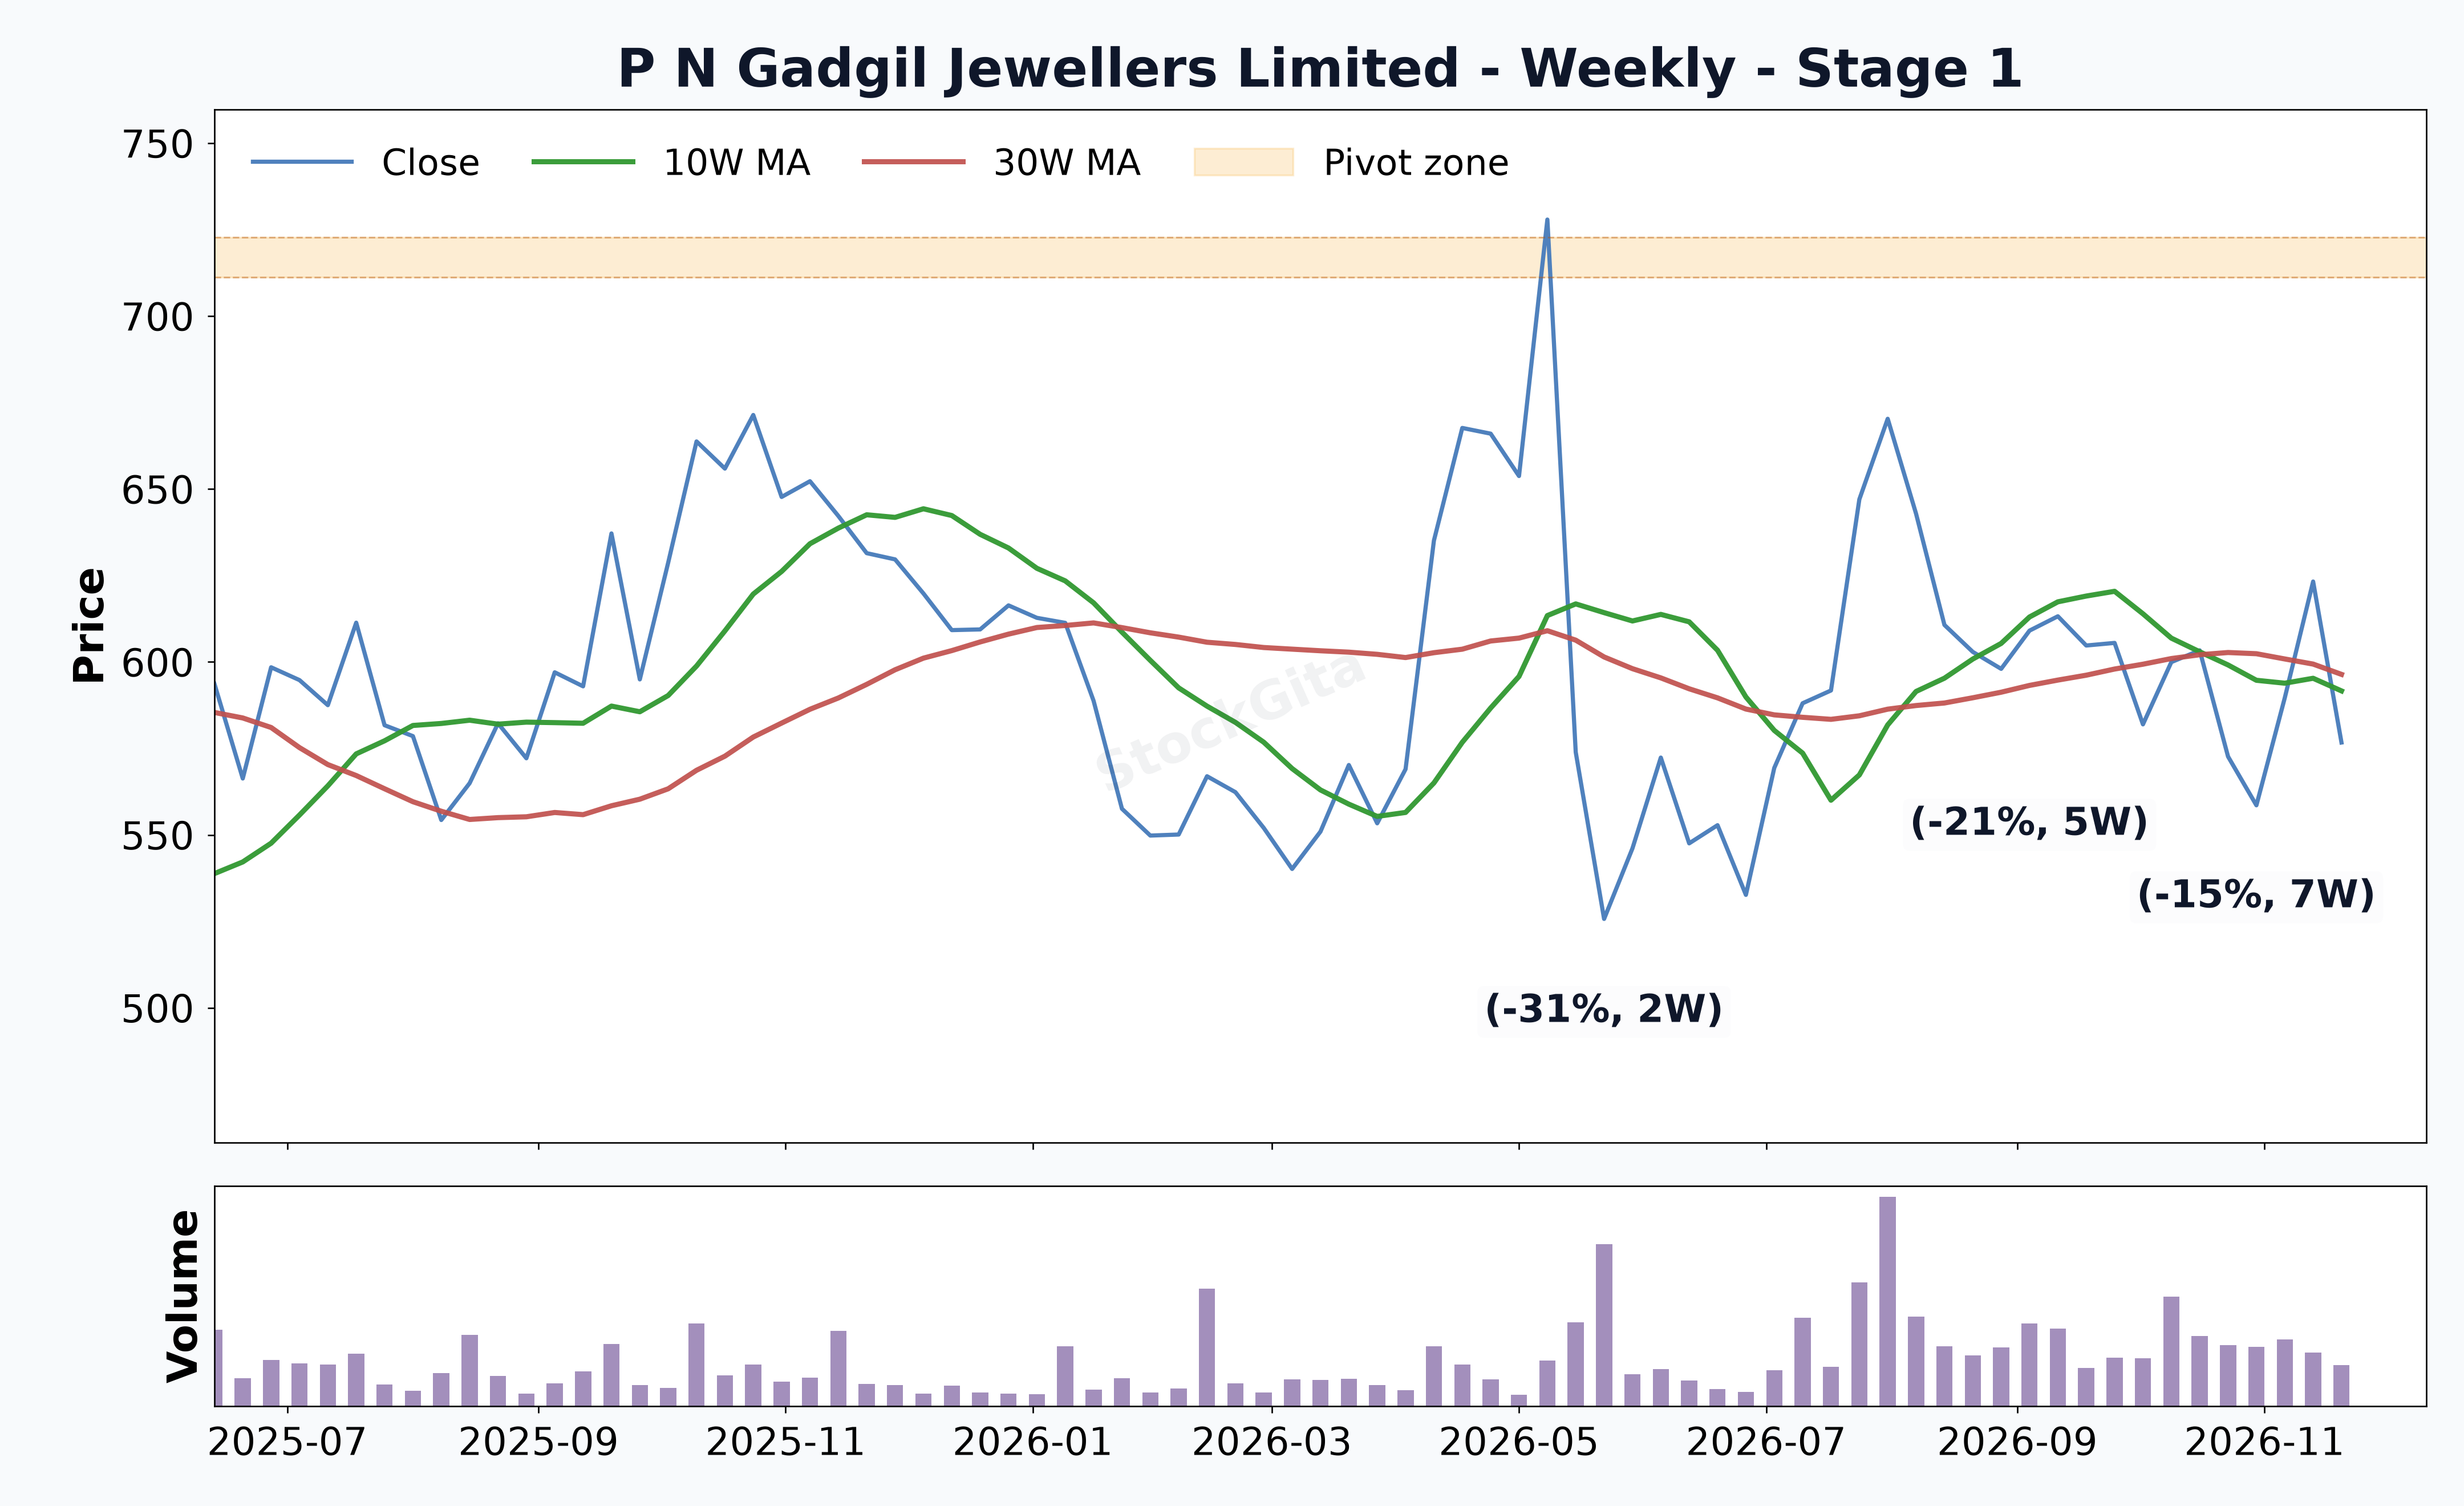 P N Gadgil Jewellers Limited - Weekly - Stage 1
Close 10W MA 30W MA Pivot zone
750
700
650
600
550
500
Price
StockGita
(-21%, 5W)
(-15%, 7W)
(-31%, 2W)
Volume
2025-07 2025-09 2025-11 2026-01 2026-03 2026-05 2026-07 2026-09 2026-11